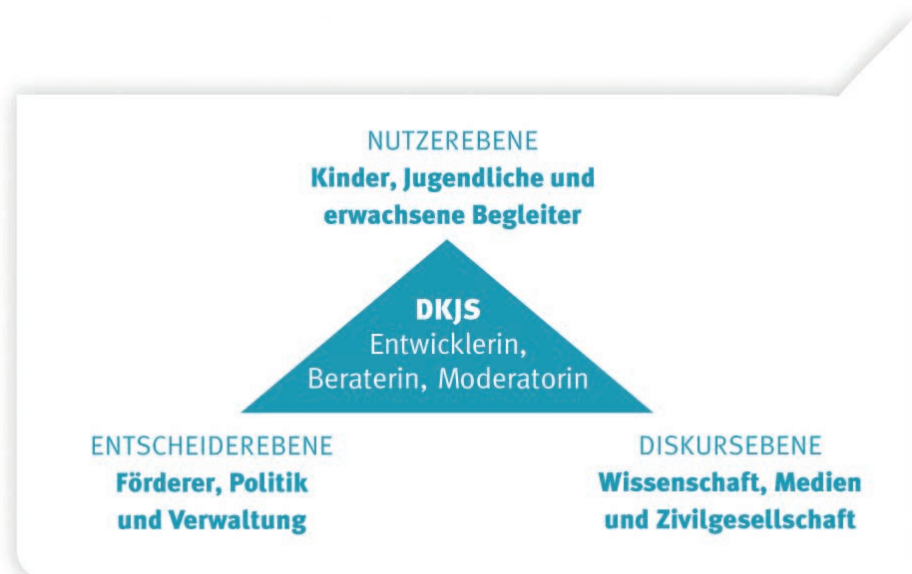 NUTZEREBENE
Kinder, Jugendliche und
erwachsene Begleiter
DKJS
Entwicklerin,
Beraterin, Moderatorin
ENTSCHEIDEREBENE
Förderer, Politik
und Verwaltung
DISKURSEBENE
Wissenschaft, Medien
und Zivilgesellschaft